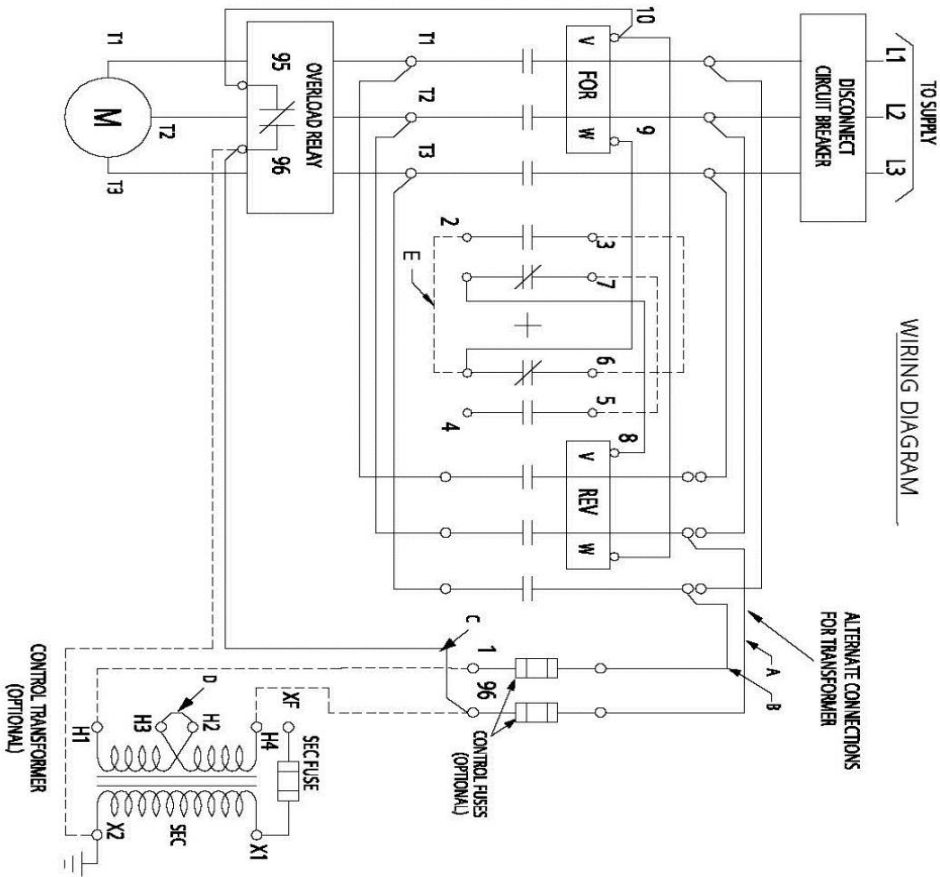 WIRING DIAGRAM
TO SUPPLY
L1
L2
L3
DISCONNECT
CIRCUIT BREAKER
ALTERNATE CONNECTIONS
FOR TRANSFORMER
A
B
10
V
FOR
W
9
3
7
6
5
8
V
REV
W
2
E
4
T1
T2
T3
C
1
96
CONTROL FUSES
(OPTIONAL)
OVERLOAD RELAY
95
96
XF
SEC FUSE
D
H1
H3
H2
H4
T1
M
T2
T3
X2
SEC
X1
CONTROL TRANSFORMER
(OPTIONAL)